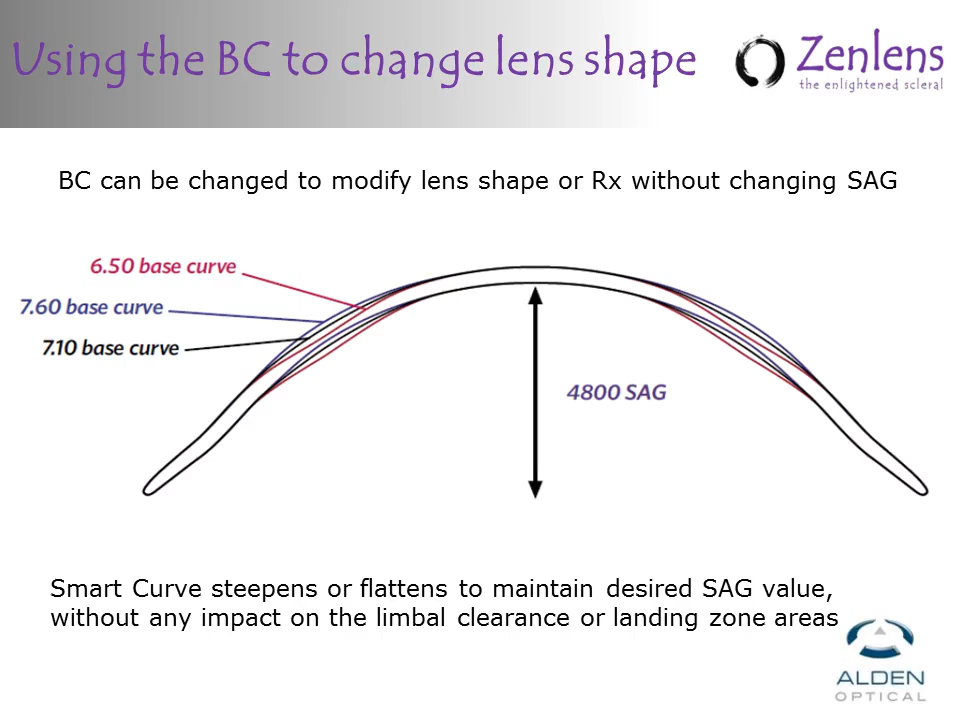 Using the BC to change lens shape
Zenlens
the enlightened scleral
BC can be changed to modify lens shape or Rx without changing SAG
6.50 base curve
7.60 base curve
7.10 base curve
4800 SAG
Smart Curve steepens or flattens to maintain desired SAG value,
without any impact on the limbal clearance or landing zone areas
ALDEN
OPTICAL